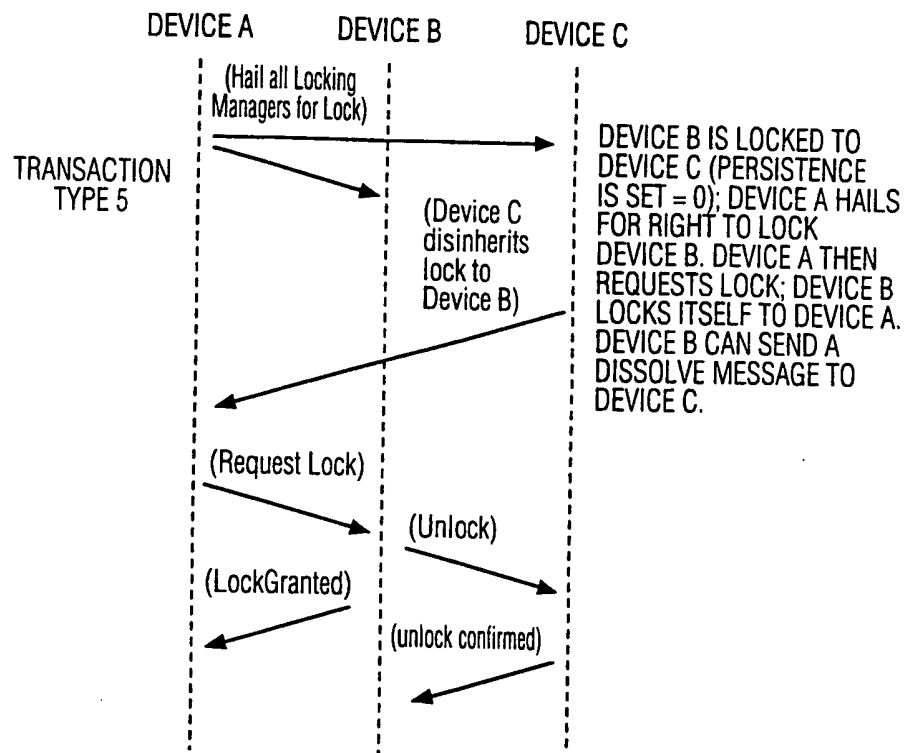 DEVICE A
DEVICE B
DEVICE C
(Hail all Locking
Managers for Lock)
TRANSACTION
TYPE 5
(Device C
disinherits
lock to
Device B)
DEVICE B IS LOCKED TO
DEVICE C (PERSISTENCE
IS SET = 0); DEVICE A HAILS
FOR RIGHT TO LOCK
DEVICE B. DEVICE A THEN
REQUESTS LOCK; DEVICE B
LOCKS ITSELF TO DEVICE A.
DEVICE B CAN SEND A
DISSOLVE MESSAGE TO
DEVICE C.
(Request Lock)
(Unlock)
(LockGranted)
(unlock confirmed)